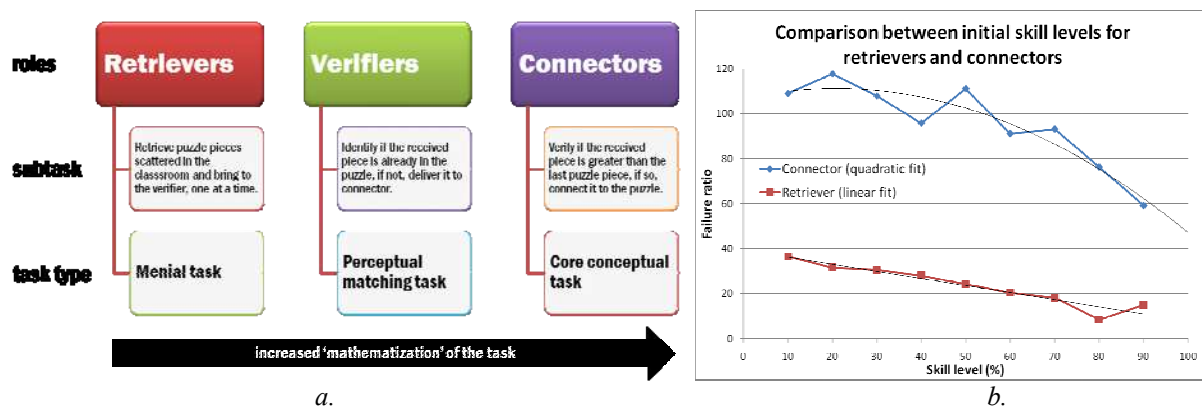 roles
Retrievers
Verifiers
Connectors
subtask
Retrieve puzzle pieces
scattered in the
classroom and bring to
the verifier, one at a time.
Identify if the received
piece is already in the
puzzle, if not, deliver it to
connector.
Verify if the received
piece is greater than the
last puzzle piece, if so,
connect it to the puzzle.
task type
Menial task
Perceptual
matching task
Core conceptual
task
increased 'mathematization' of the task
a.
Comparison between initial skill levels for
retrievers and connectors
Failure ratio
120
100
80
60
40
20
0
Connector (quadratic fit)
Retriever (linear fit)
0 10 20 30 40 50 60 70 80 90 100
Skill level (%)
b.